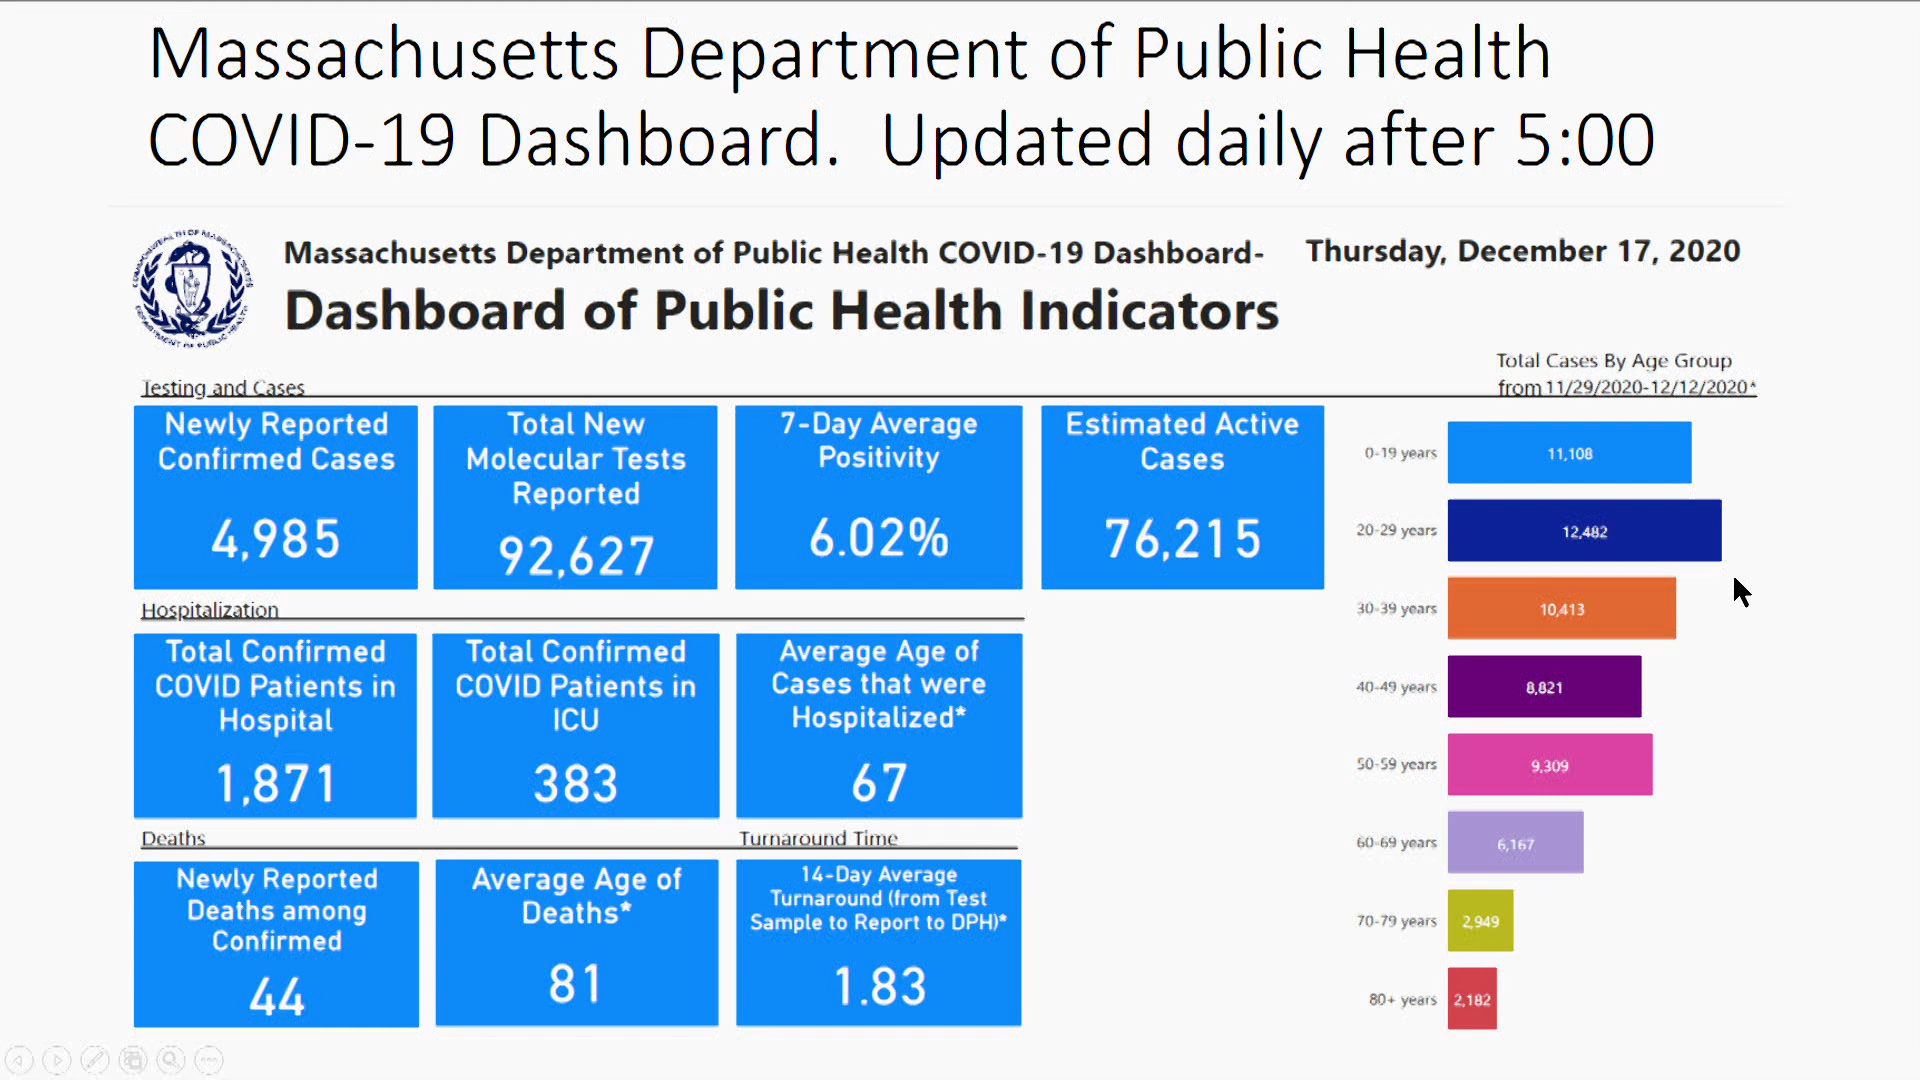 Massachusetts Department of Public Health
COVID-19 Dashboard.  Updated daily after 5:00
Massachusetts Department of Public Health COVID-19 Dashboard-
Thursday, December 17, 2020
Dashboard of Public Health Indicators
Total Cases By Age Group
from 11/29/2020-12/12/2020*
Testing and Cases
Newly Reported
Confirmed Cases
4,985
Total New
Molecular Tests
Reported
92,627
7-Day Average
Positivity
6.02%
Estimated Active
Cases
76,215
Hospitalization
Total Confirmed
COVID Patients in
Hospital
1,871
Total Confirmed
COVID Patients in
ICU
383
Average Age of
Cases that were
Hospitalized*
67
Deaths
Newly Reported
Deaths among
Confirmed
44
Average Age of
Deaths*
81
Turnaround Time
14-Day Average
Turnaround (from Test
Sample to Report to DPH)*
1.83
0-19 years 11,108
20-29 years 12,482
30-39 years 10,413
40-49 years 8,821
50-59 years 9,309
60-69 years 6,167
70-79 years 2,949
80+ years 2,182